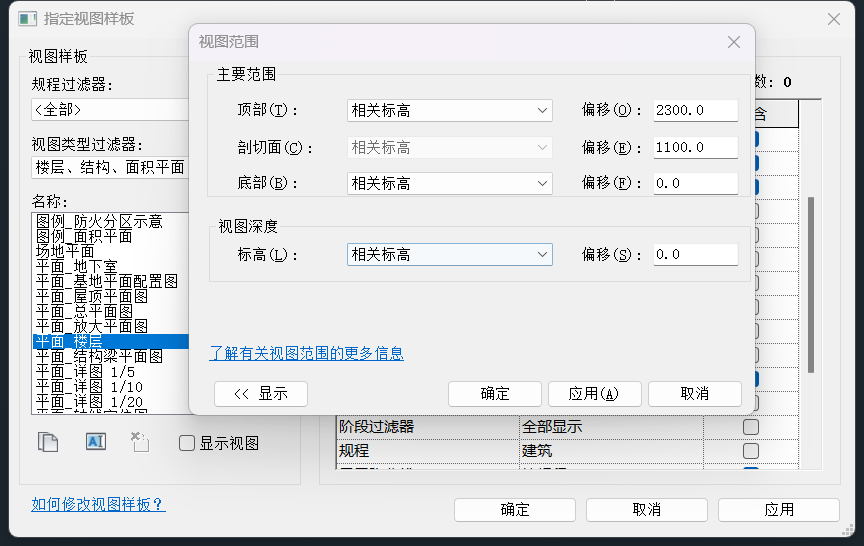 指定视图样板
视图样板
规程过滤器:
<全部>
视图类型过滤器:
楼层、结构、面积平面
名称:
图例_防火分区示意
图例_面积平面
场地平面
平面_地下室
平面_基地平面配置图
平面_屋顶平面图
平面_总平面图
平面_放大平面图
平面_楼层
平面_结构梁平面图
平面_详图 1/5
平面_详图 1/10
平面_详图 1/20
显示视图
如何修改视图样板?
数: 0
含
视图范围
主要范围
顶部(T): 相关标高 偏移(O): 2300.0
剖切面(C): 相关标高 偏移(E): 1100.0
底部(B): 相关标高 偏移(F): 0.0
视图深度
标高(L): 相关标高 偏移(S): 0.0
了解有关视图范围的更多信息
<< 显示 确定 应用(A) 取消
阶段过滤器 全部显示
规程 建筑
确定 取消 应用